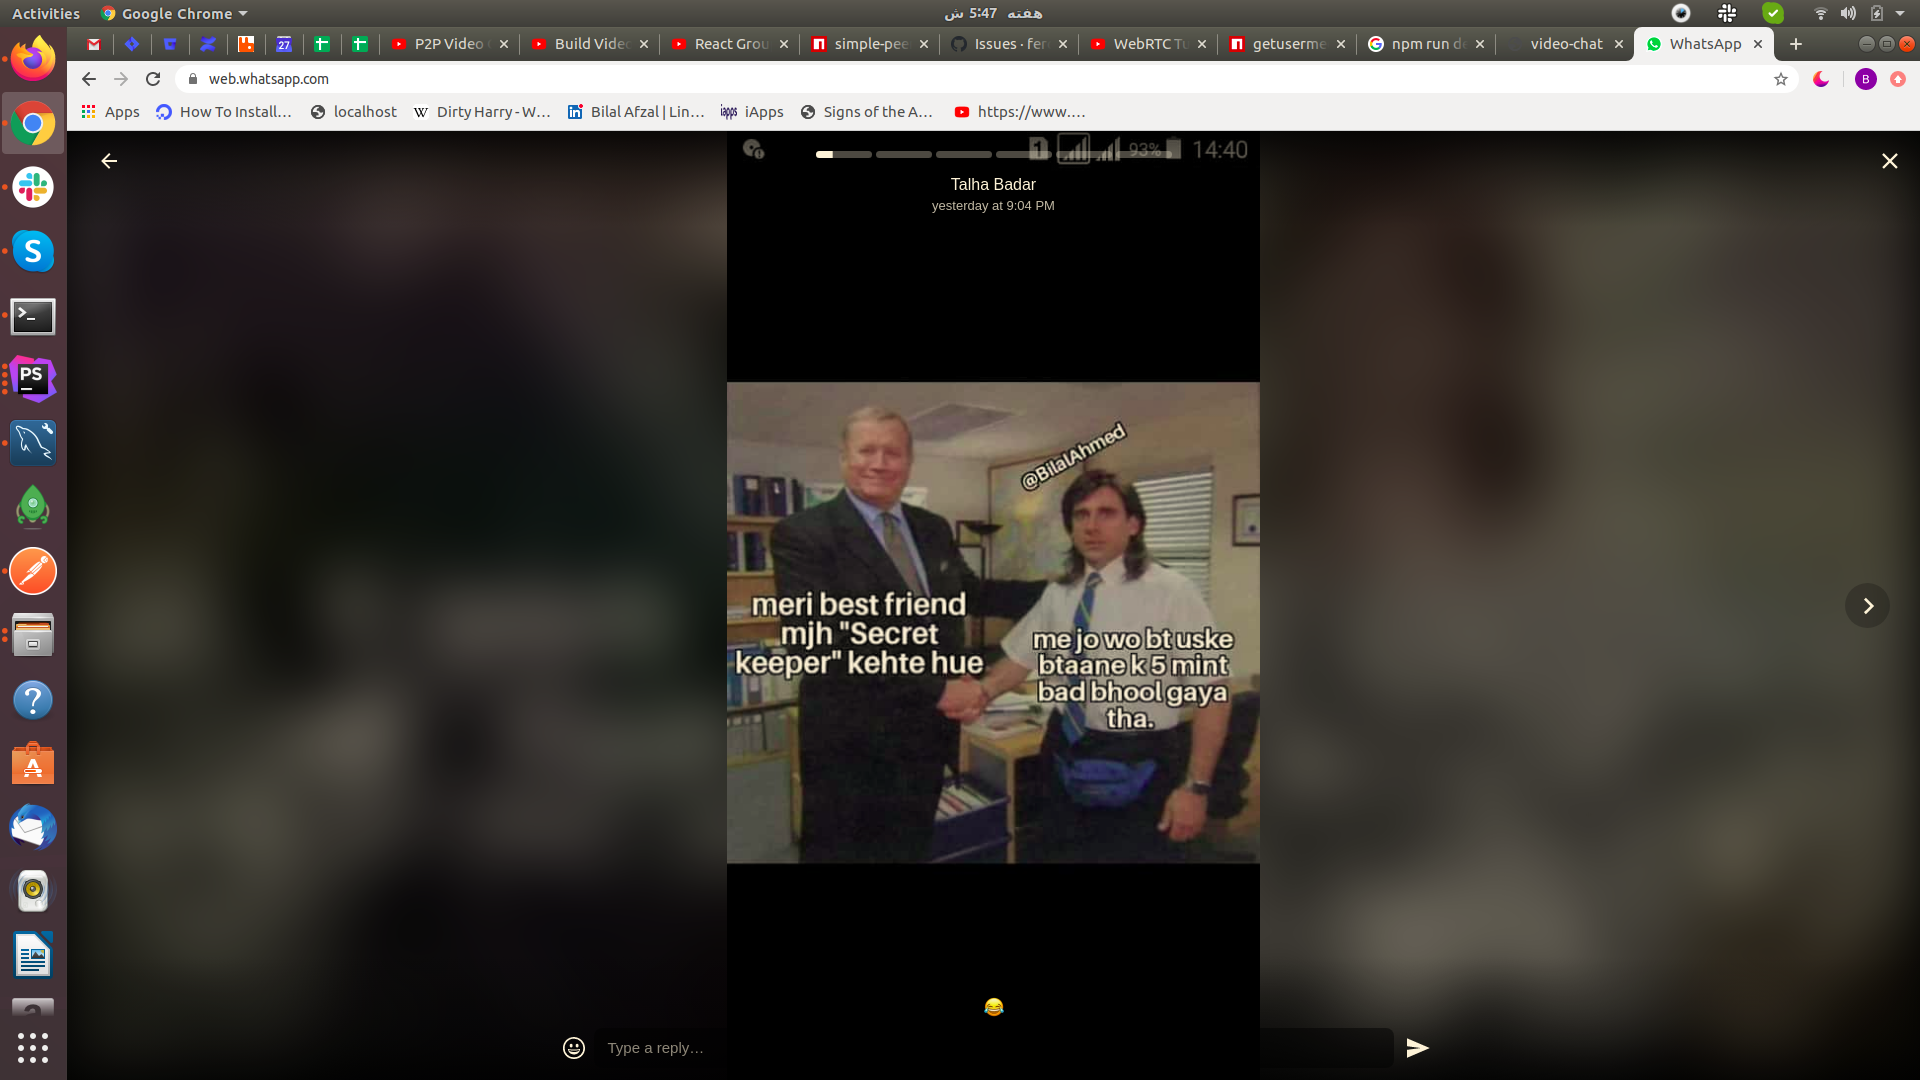 Activities
Google Chrome
هفته 5:47 ش
27
P2P Video
Build Video
React Grou
simple-pee
Issues · fer
WebRTC Tu
getuserme
npm run de
video-chat
WhatsApp
web.whatsapp.com
B
Apps
How To Install...
localhost
W
Dirty Harry - W...
in
Bilal Afzal | Lin...
iapps
iApps
Signs of the A...
https://www....
1
93%
14:40
Talha Badar
yesterday at 9:04 PM
@BilalAhmed
meri best friend
mjh "Secret
keeper" kehte hue
me jo wo bt uske
btaane k 5 mint
bad bhool gaya
tha.
Type a reply...
S
PS
?
A